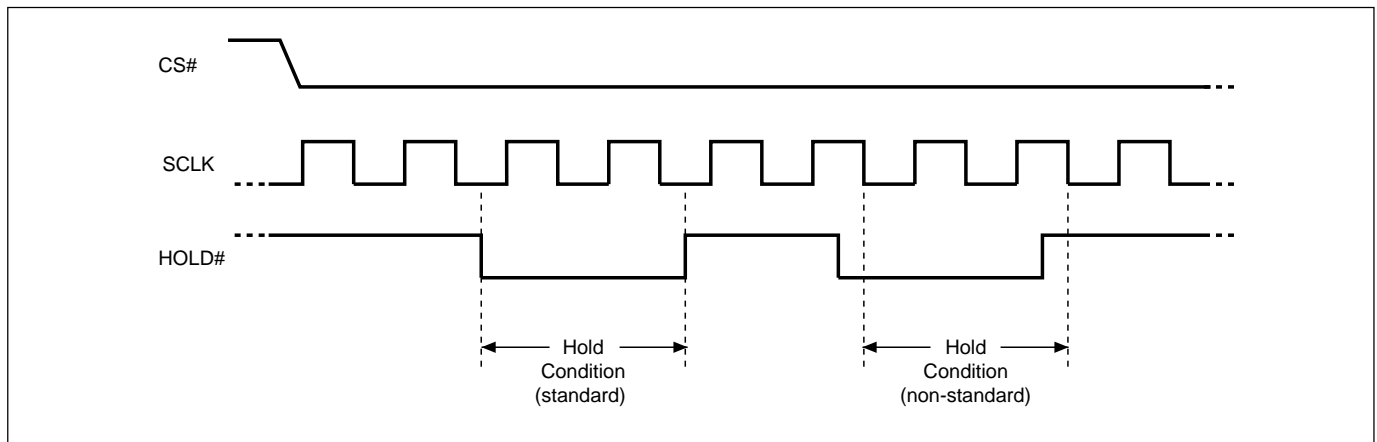 CS#
SCLK
HOLD#
Hold
Condition
(standard)
Hold
Condition
(non-standard)